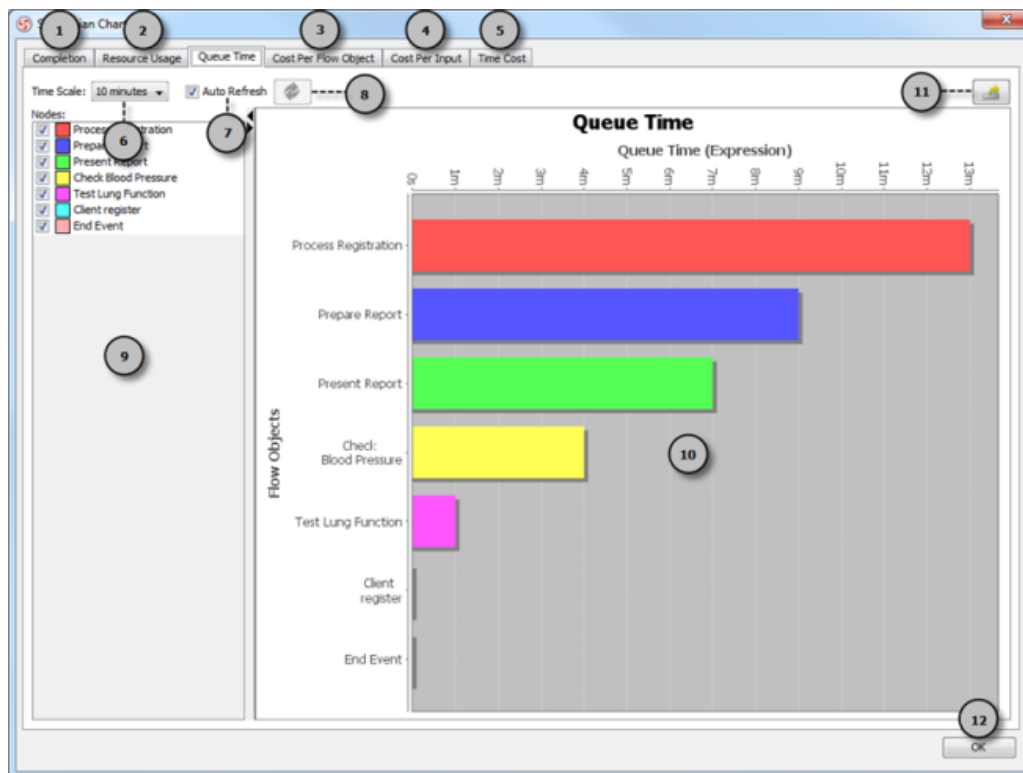 1 2 3 4 5
Completion Resource Usage Queue Time Cost Per Flow Object Cost Per Input Time Cost
Time Scale: 10 minutes Auto Refresh 8 11
Nodes:
6 7
Process Registration
Present Report
Check Blood Pressure
Test Lung Function
Client register
End Event
9
Queue Time
Queue Time (Expression)
0s 1m 2m 3m 4m 5m 6m 7m 8m 9m 10m 11m 12m 13m
Flow Objects
Process Registration
Prepare Report
Present Report
Check
Blood Pressure
Test Lung Function
Client
register
End Event
10
12
OK